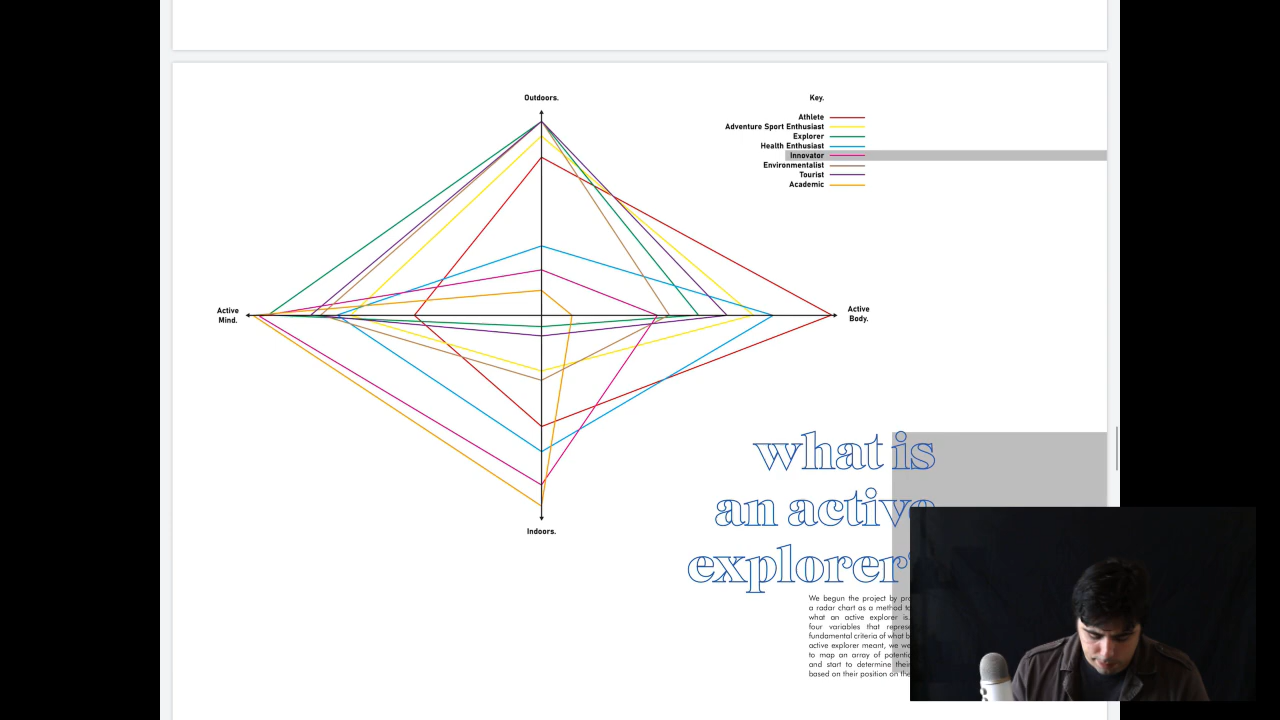 Outdoors.
Key.
Athlete
Adventure Sport Enthusiast
Explorer
Health Enthusiast
Innovator
Environmentalist
Tourist
Academic
Active
Mind.
Active
Body.
Indoors.
what is
an active
explorer?
We begun the project by
a radar chart as a method to
what an active explorer is.
four variables that
fundamental criteria of what
active explorer meant, we
to map an array of
and start to determine their
based on their position on the